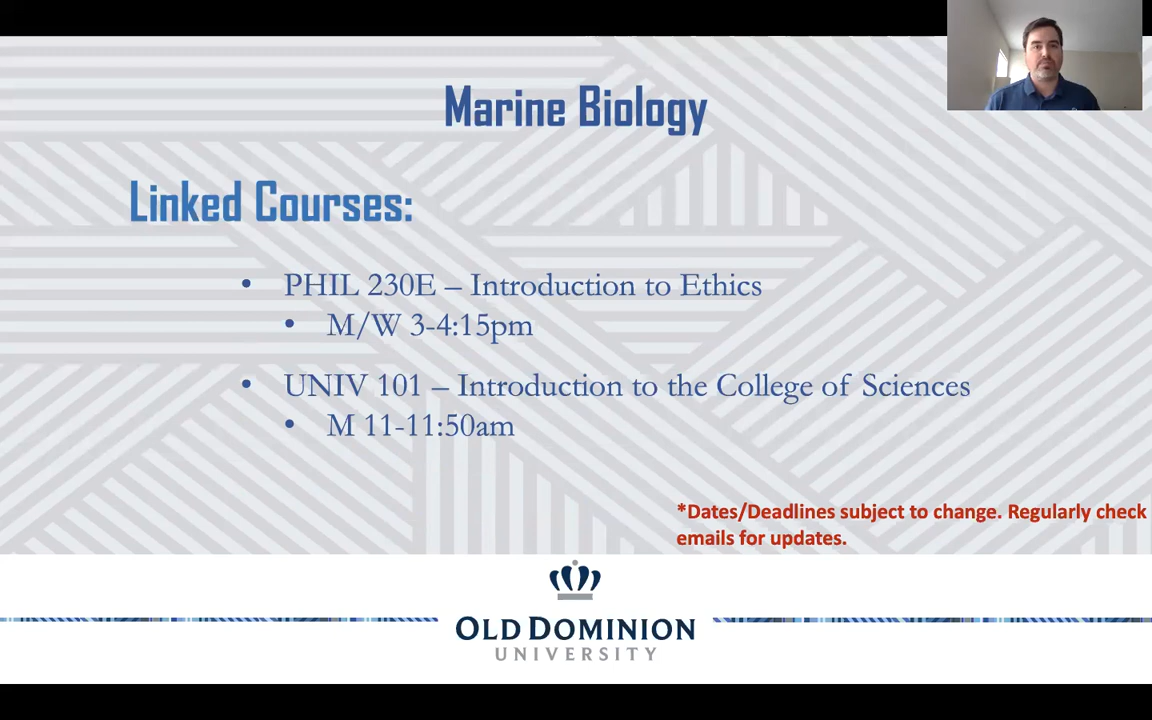 Marine Biology
Linked Courses:
• PHIL 230E – Introduction to Ethics
• M/W 3-4:15pm
• UNIV 101 – Introduction to the College of Sciences
• M 11-11:50am
*Dates/Deadlines subject to change. Regularly check
emails for updates.
OLD DOMINION
UNIVERSITY